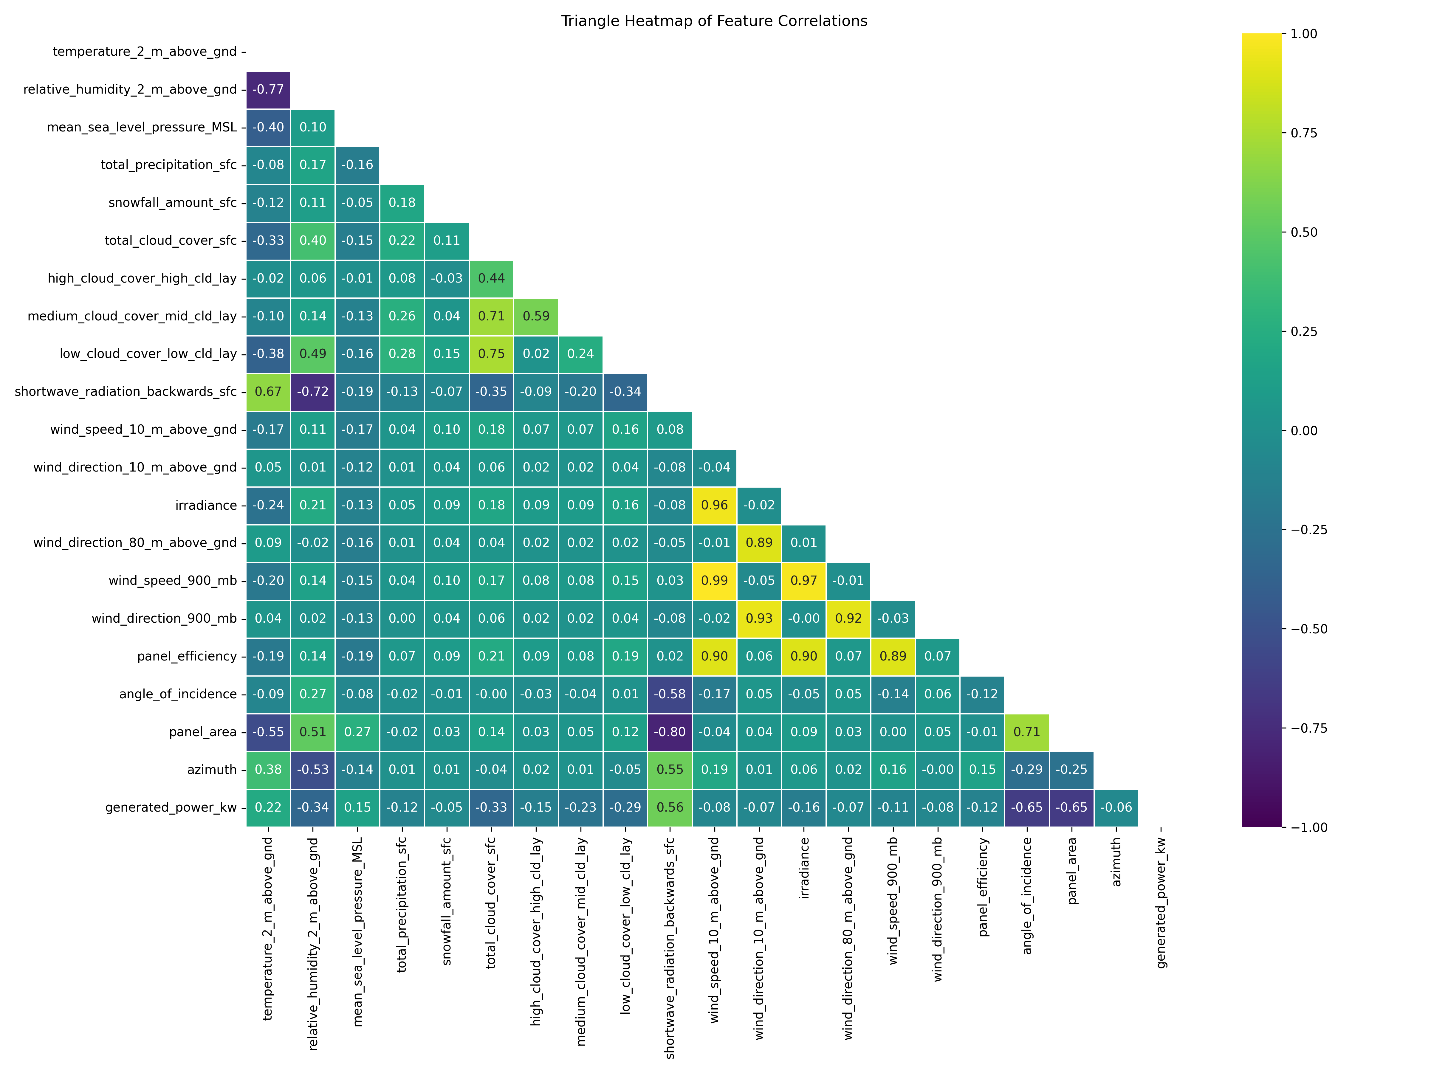 Triangle Heatmap of Feature Correlations
temperature_2_m_above_gnd
relative_humidity_2_m_above_gnd -0.77
mean_sea_level_pressure_MSL -0.40 0.10
total_precipitation_sfc -0.08 0.17 -0.16
snowfall_amount_sfc -0.12 0.11 -0.05 0.18
total_cloud_cover_sfc -0.33 0.40 -0.15 0.22 0.11
high_cloud_cover_high_cld_lay -0.02 0.06 -0.01 0.08 -0.03 0.44
medium_cloud_cover_mid_cld_lay -0.10 0.14 -0.13 0.26 0.04 0.71 0.59
low_cloud_cover_low_cld_lay -0.38 0.49 -0.16 0.28 0.15 0.75 0.02 0.24
shortwave_radiation_backwards_sfc 0.67 -0.72 -0.19 -0.13 -0.07 -0.35 -0.09 -0.20 -0.34
wind_speed_10_m_above_gnd -0.17 0.11 -0.17 0.04 0.10 0.18 0.07 0.07 0.16 0.08
wind_direction_10_m_above_gnd 0.05 0.01 -0.12 0.01 0.04 0.06 0.02 0.02 0.04 -0.08 -0.04
irradiance -0.24 0.21 -0.13 0.05 0.09 0.18 0.09 0.09 0.16 -0.08 0.96 -0.02
wind_direction_80_m_above_gnd 0.09 -0.02 -0.16 0.01 0.04 0.04 0.02 0.02 0.02 -0.05 -0.01 0.89 0.01
wind_speed_900_mb -0.20 0.14 -0.15 0.04 0.10 0.17 0.08 0.08 0.15 0.03 0.99 -0.05 0.97 -0.01
wind_direction_900_mb 0.04 0.02 -0.13 0.00 0.04 0.06 0.02 0.02 0.04 -0.08 -0.02 0.93 -0.00 0.92 -0.03
panel_efficiency -0.19 0.14 -0.19 0.07 0.09 0.21 0.09 0.08 0.19 0.02 0.90 0.06 0.90 0.07 0.89 0.07
angle_of_incidence -0.09 0.27 -0.08 -0.02 -0.01 -0.00 -0.03 -0.04 0.01 -0.58 -0.17 0.05 -0.05 0.05 -0.14 0.06 -0.12
panel_area -0.55 0.51 0.27 -0.02 0.03 0.14 0.03 0.05 0.12 -0.80 -0.04 0.04 0.09 0.03 0.00 0.05 -0.01 0.71
azimuth 0.38 -0.53 -0.14 0.01 0.01 -0.04 0.02 0.01 -0.05 0.55 0.19 0.01 0.06 0.02 0.16 -0.00 0.15 -0.29 -0.25
generated_power_kw 0.22 -0.34 0.15 -0.12 -0.05 -0.33 -0.15 -0.23 -0.29 0.56 -0.08 -0.07 -0.16 -0.07 -0.11 -0.08 -0.12 -0.65 -0.65 -0.06
temperature_2_m_above_gnd
relative_humidity_2_m_above_gnd
mean_sea_level_pressure_MSL
total_precipitation_sfc
snowfall_amount_sfc
total_cloud_cover_sfc
high_cloud_cover_high_cld_lay
medium_cloud_cover_mid_cld_lay
low_cloud_cover_low_cld_lay
shortwave_radiation_backwards_sfc
wind_speed_10_m_above_gnd
wind_direction_10_m_above_gnd
irradiance
wind_direction_80_m_above_gnd
wind_speed_900_mb
wind_direction_900_mb
panel_efficiency
angle_of_incidence
panel_area
azimuth
generated_power_kw
1.00
0.75
0.50
0.25
0.00
−0.25
−0.50
−0.75
−1.00